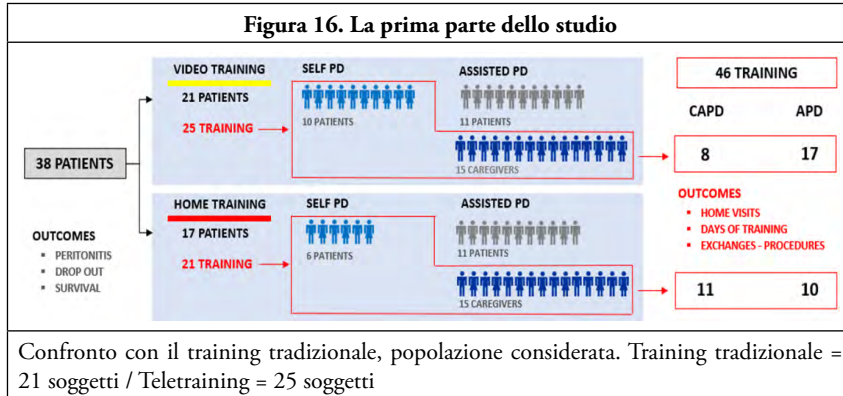 Figura 16. La prima parte dello studio
VIDEO TRAINING
21 PATIENTS
25 TRAINING
SELF PD
10 PATIENTS
ASSISTED PD
11 PATIENTS
15 CAREGIVERS
46 TRAINING
CAPD APD
8 17
38 PATIENTS
OUTCOMES
▪ PERITONITIS
▪ DROP OUT
▪ SURVIVAL
HOME TRAINING
17 PATIENTS
21 TRAINING
SELF PD
6 PATIENTS
ASSISTED PD
11 PATIENTS
15 CAREGIVERS
OUTCOMES
▪ HOME VISITS
▪ DAYS OF TRAINING
▪ EXCHANGES - PROCEDURES
11 10
Confronto con il training tradizionale, popolazione considerata. Training tradizionale =
21 soggetti / Teletraining = 25 soggetti